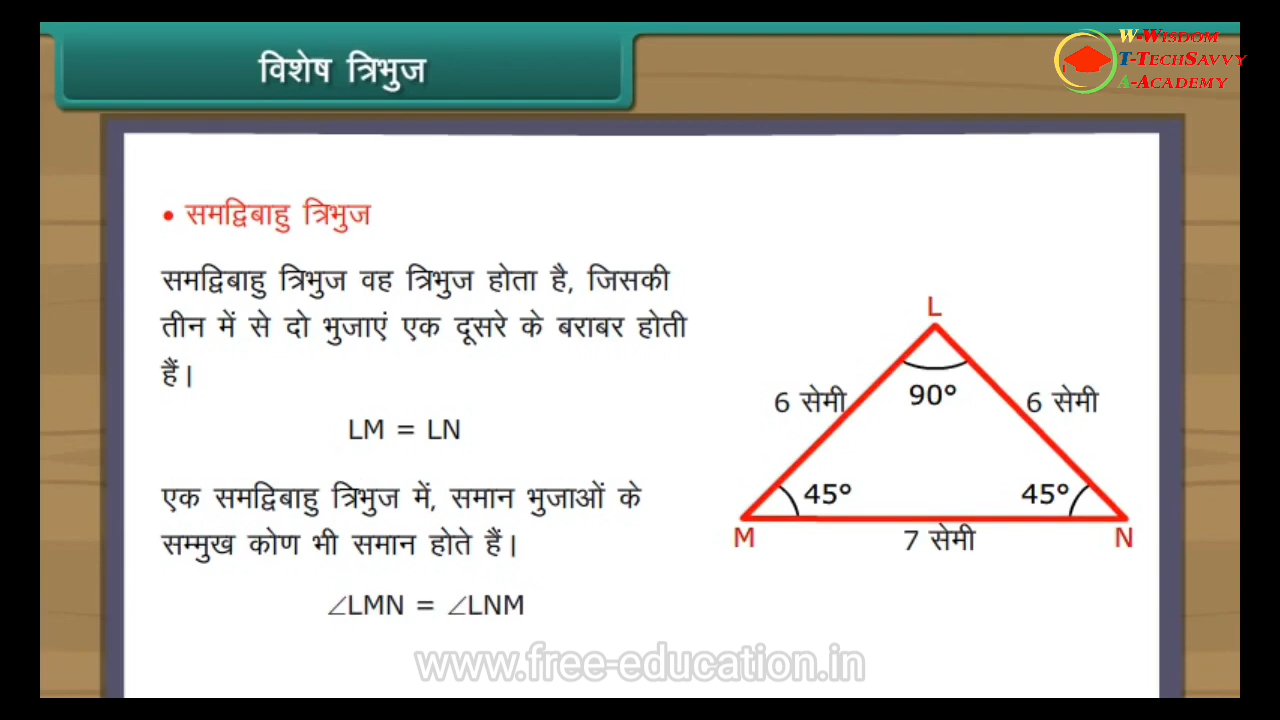 विशेष त्रिभुज
W-Wisdom
T-TechSavvy
A-Academy
• समद्विबाहु त्रिभुज
समद्विबाहु त्रिभुज वह त्रिभुज होता है, जिसकी
तीन में से दो भुजाएं एक दूसरे के बराबर होती
हैं।
LM = LN
एक समद्विबाहु त्रिभुज में, समान भुजाओं के
सम्मुख कोण भी समान होते हैं।
∠LMN = ∠LNM
L
6 सेमी
90°
6 सेमी
45°
45°
M
7 सेमी
N
www.free-education.in